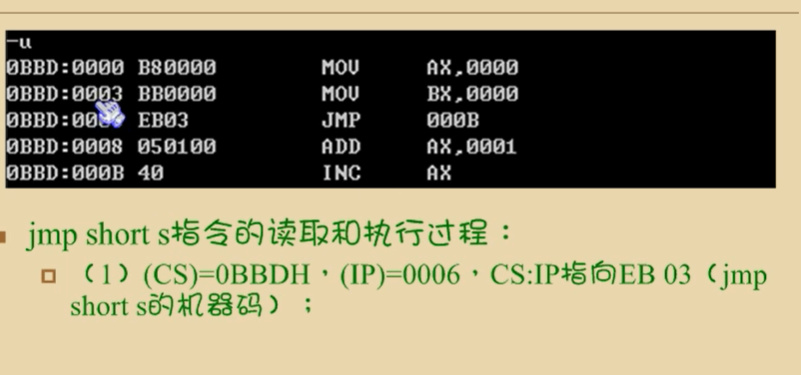 -u
0BBD:0000 B80000 MOV AX,0000
0BBD:0003 BB0000 MOV BX,0000
0BBD:00 EB03 JMP 000B
0BBD:0008 050100 ADD AX,0001
0BBD:000B 40 INC AX
jmp short s指令的读取和执行过程：
（1）(CS)=0BBDH，(IP)=0006，CS:IP指向EB 03（jmp
short s的机器码）；